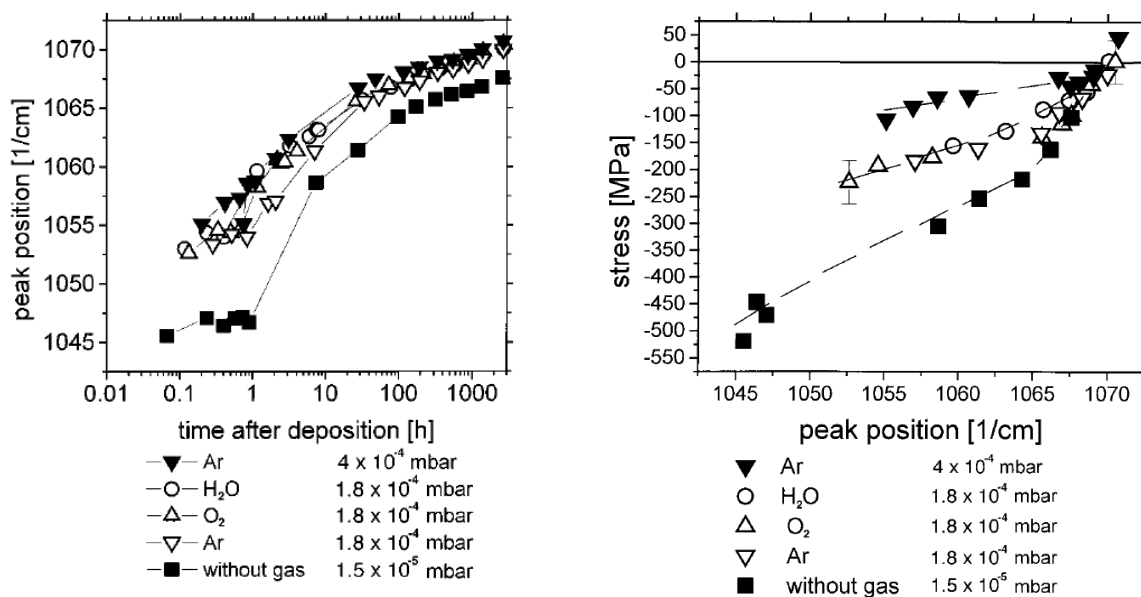 peak position [1/cm]
1070
1065
1060
1055
1050
1045
0.01 0.1 1 10 100 1000
time after deposition [h]
Ar 4 x 10⁻⁴ mbar
H₂O 1.8 x 10⁻⁴ mbar
O₂ 1.8 x 10⁻⁴ mbar
Ar 1.8 x 10⁻⁴ mbar
without gas 1.5 x 10⁻⁵ mbar
stress [MPa]
50
0
-50
-100
-150
-200
-250
-300
-350
-400
-450
-500
-550
1045 1050 1055 1060 1065 1070
peak position [1/cm]
Ar 4 x 10⁻⁴ mbar
H₂O 1.8 x 10⁻⁴ mbar
O₂ 1.8 x 10⁻⁴ mbar
Ar 1.8 x 10⁻⁴ mbar
without gas 1.5 x 10⁻⁵ mbar